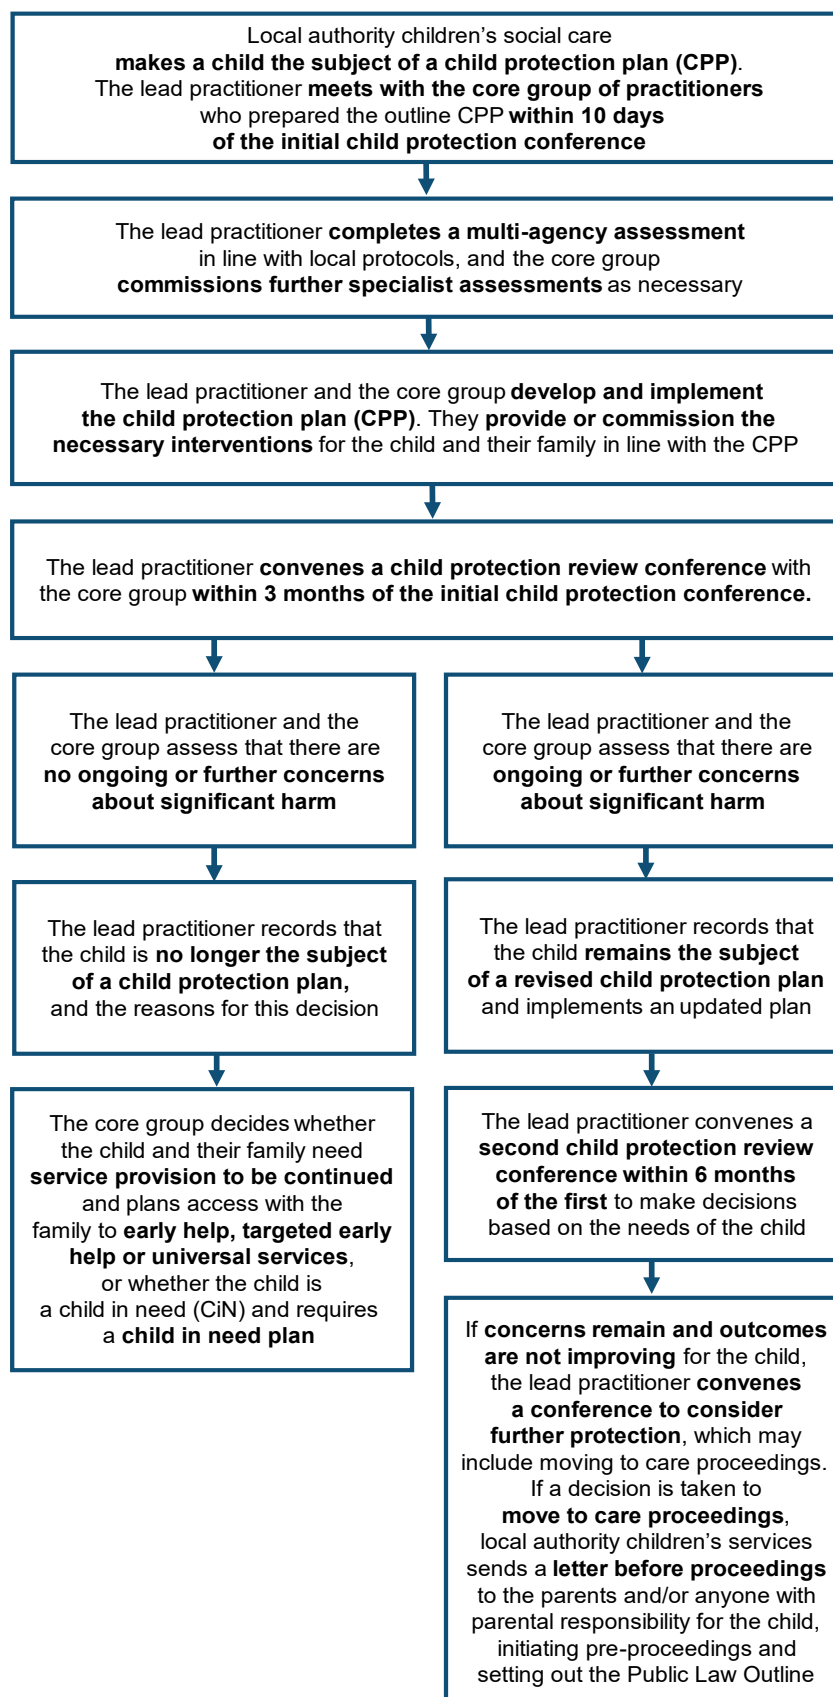 Local authority children’s social care
makes a child the subject of a child protection plan (CPP).
The lead practitioner meets with the core group of practitioners
who prepared the outline CPP within 10 days
of the initial child protection conference
The lead practitioner completes a multi-agency assessment
in line with local protocols, and the core group
commissions further specialist assessments as necessary
The lead practitioner and the core group develop and implement
the child protection plan (CPP). They provide or commission the
necessary interventions for the child and their family in line with the CPP
The lead practitioner convenes a child protection review conference with
the core group within 3 months of the initial child protection conference.
The lead practitioner and the
core group assess that there are
no ongoing or further concerns
about significant harm
The lead practitioner records that
the child is no longer the subject
of a child protection plan,
and the reasons for this decision
The core group decides whether
the child and their family need
service provision to be continued
and plans access with the
family to early help, targeted early
help or universal services,
or whether the child is
a child in need (CiN) and requires
a child in need plan
The lead practitioner and the
core group assess that there are
ongoing or further concerns
about significant harm
The lead practitioner records that
the child remains the subject
of a revised child protection plan
and implements an updated plan
The lead practitioner convenes a
second child protection review
conference within 6 months
of the first to make decisions
based on the needs of the child
If concerns remain and outcomes
are not improving for the child,
the lead practitioner convenes
a conference to consider
further protection, which may
include moving to care proceedings.
If a decision is taken to
move to care proceedings,
local authority children’s services
sends a letter before proceedings
to the parents and/or anyone with
parental responsibility for the child,
initiating pre-proceedings and
setting out the Public Law Outline